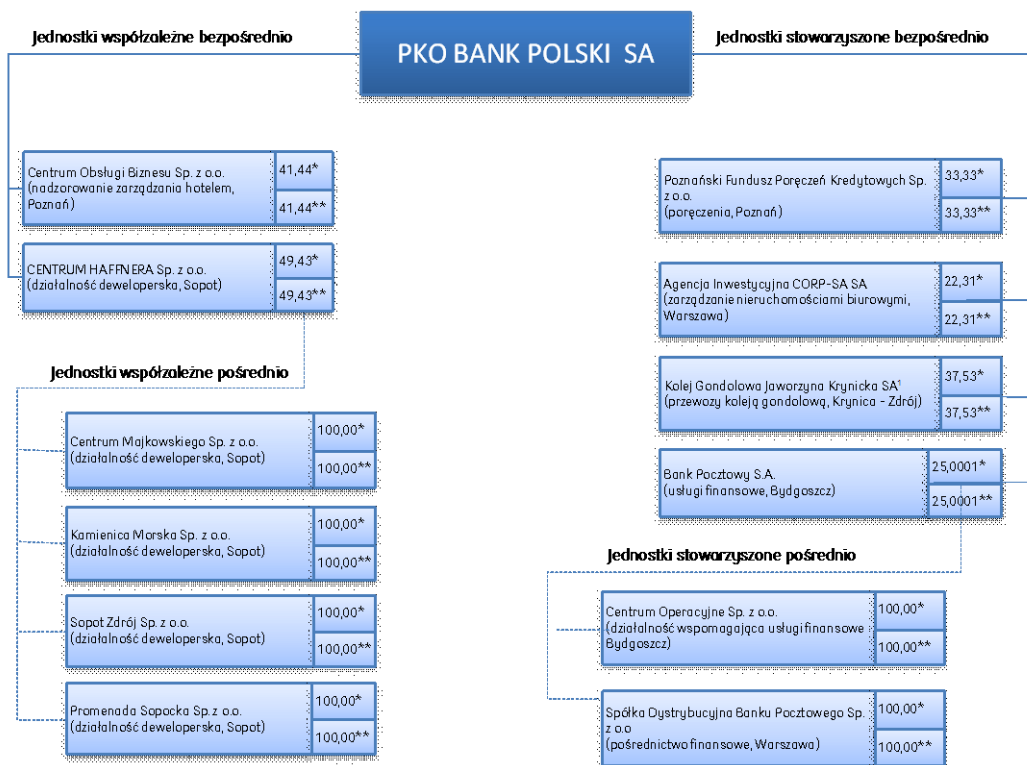 Jednostki współzależne bezpośrednio
PKO BANK POLSKI SA
Jednostki stowarzyszone bezpośrednio
Centrum Obsługi Biznesu Sp. z o.o.
(nadzorowanie zarządzania hotelem,
Poznań)
41,44*
41,44**
CENTRUM HAFFNERA Sp. z o.o.
(działalność deweloperska, Sopot)
49,43*
49,43**
Jednostki współzależne pośrednio
Centrum Majkowskiego Sp. z o.o.
(działalność deweloperska, Sopot)
100,00*
100,00**
Kamienica Morska Sp. z o.o.
(działalność deweloperska, Sopot)
100,00*
100,00**
Sopot Zdrój Sp. z o.o.
(działalność deweloperska, Sopot)
100,00*
100,00**
Promenada Sopocka Sp. z o.o.
(działalność deweloperska, Sopot)
100,00*
100,00**
Poznański Fundusz Poręczeń Kredytowych Sp.
z o.o.
(poręczenia, Poznań)
33,33*
33,33**
Agencja Inwestycyjna CORP-SA SA
(zarządzanie nieruchomościami biurowymi,
Warszawa)
22,31*
22,31**
Kolej Gondolowa Jaworzyna Krynicka SA¹
(przewozy koleją gondolową, Krynica - Zdrój)
37,53*
37,53**
Bank Pocztowy S.A.
(usługi finansowe, Bydgoszcz)
25,0001*
25,0001**
Jednostki stowarzyszone pośrednio
Centrum Operacyjne Sp. z o.o.
(działalność wspomagająca usługi finansowe
Bydgoszcz)
100,00*
100,00**
Spółka Dystrybucyjna Banku Pocztowego Sp.
z o.o
(pośrednictwo finansowe, Warszawa)
100,00*
100,00**